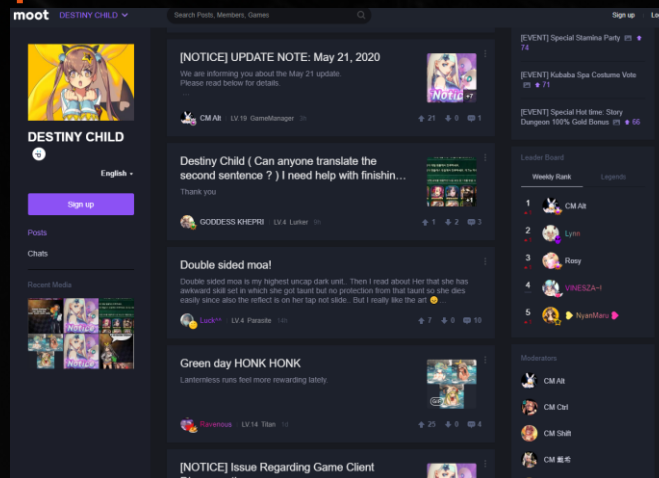 moot DESTINY CHILD
Search Posts, Members, Games
Sign up
DESTINY CHILD
English
Sign up
Posts
Chats
Recent Media
[NOTICE] UPDATE NOTE: May 21, 2020
We are informing you about the May 21 update.
Please read below for details.
...
Notic +7
CM Alt LV.19 GameManager 3h
21 0 1
Destiny Child ( Can anyone translate the
second sentence ? ) I need help with finishin...
Thank you
+1
GODDESS KHEPRI LV.4 Lurker 9h
1 2 3
Double sided moa!
Double sided moa is my highest uncap dark unit.. Then I read about Her that she has
awkward skill set in which she got taunt but no protection from that taunt so she dies
easily since also the reflect is on her tap not slide.. But I really like the art
Luck^^ LV.4 Parasite 14h
7 0 10
Green day HONK HONK
Lanternless runs feel more rewarding lately.
GIF
Ravenous LV.14 Titan 1d
25 0 4
[NOTICE] Issue Regarding Game Client
[EVENT] Special Stamina Party
74
[EVENT] Kubaba Spa Costume Vote
71
[EVENT] Special Hot time: Story
Dungeon 100% Gold Bonus 66
Leader Board
Weekly Rank Legends
1 CM Alt
2 Lynn
3 Rosy
4 VINESZA~!
5 NyanMaru
Moderators
CM Alt
CM Ctrl
CM Shift